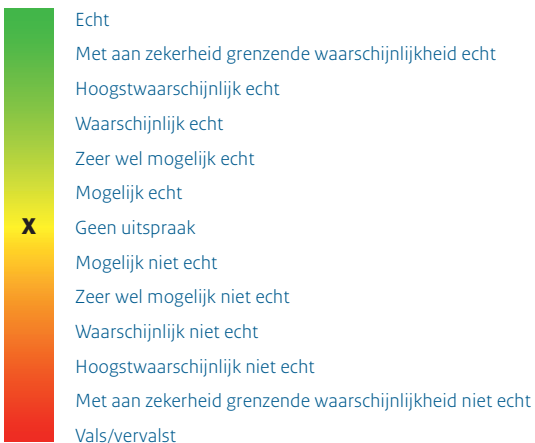 Echt
Met aan zekerheid grenzende waarschijnlijkheid echt
Hoogstwaarschijnlijk echt
Waarschijnlijk echt
Zeer wel mogelijk echt
Mogelijk echt
X Geen uitspraak
Mogelijk niet echt
Zeer wel mogelijk niet echt
Waarschijnlijk niet echt
Hoogstwaarschijnlijk niet echt
Met aan zekerheid grenzende waarschijnlijkheid niet echt
Vals/vervalst